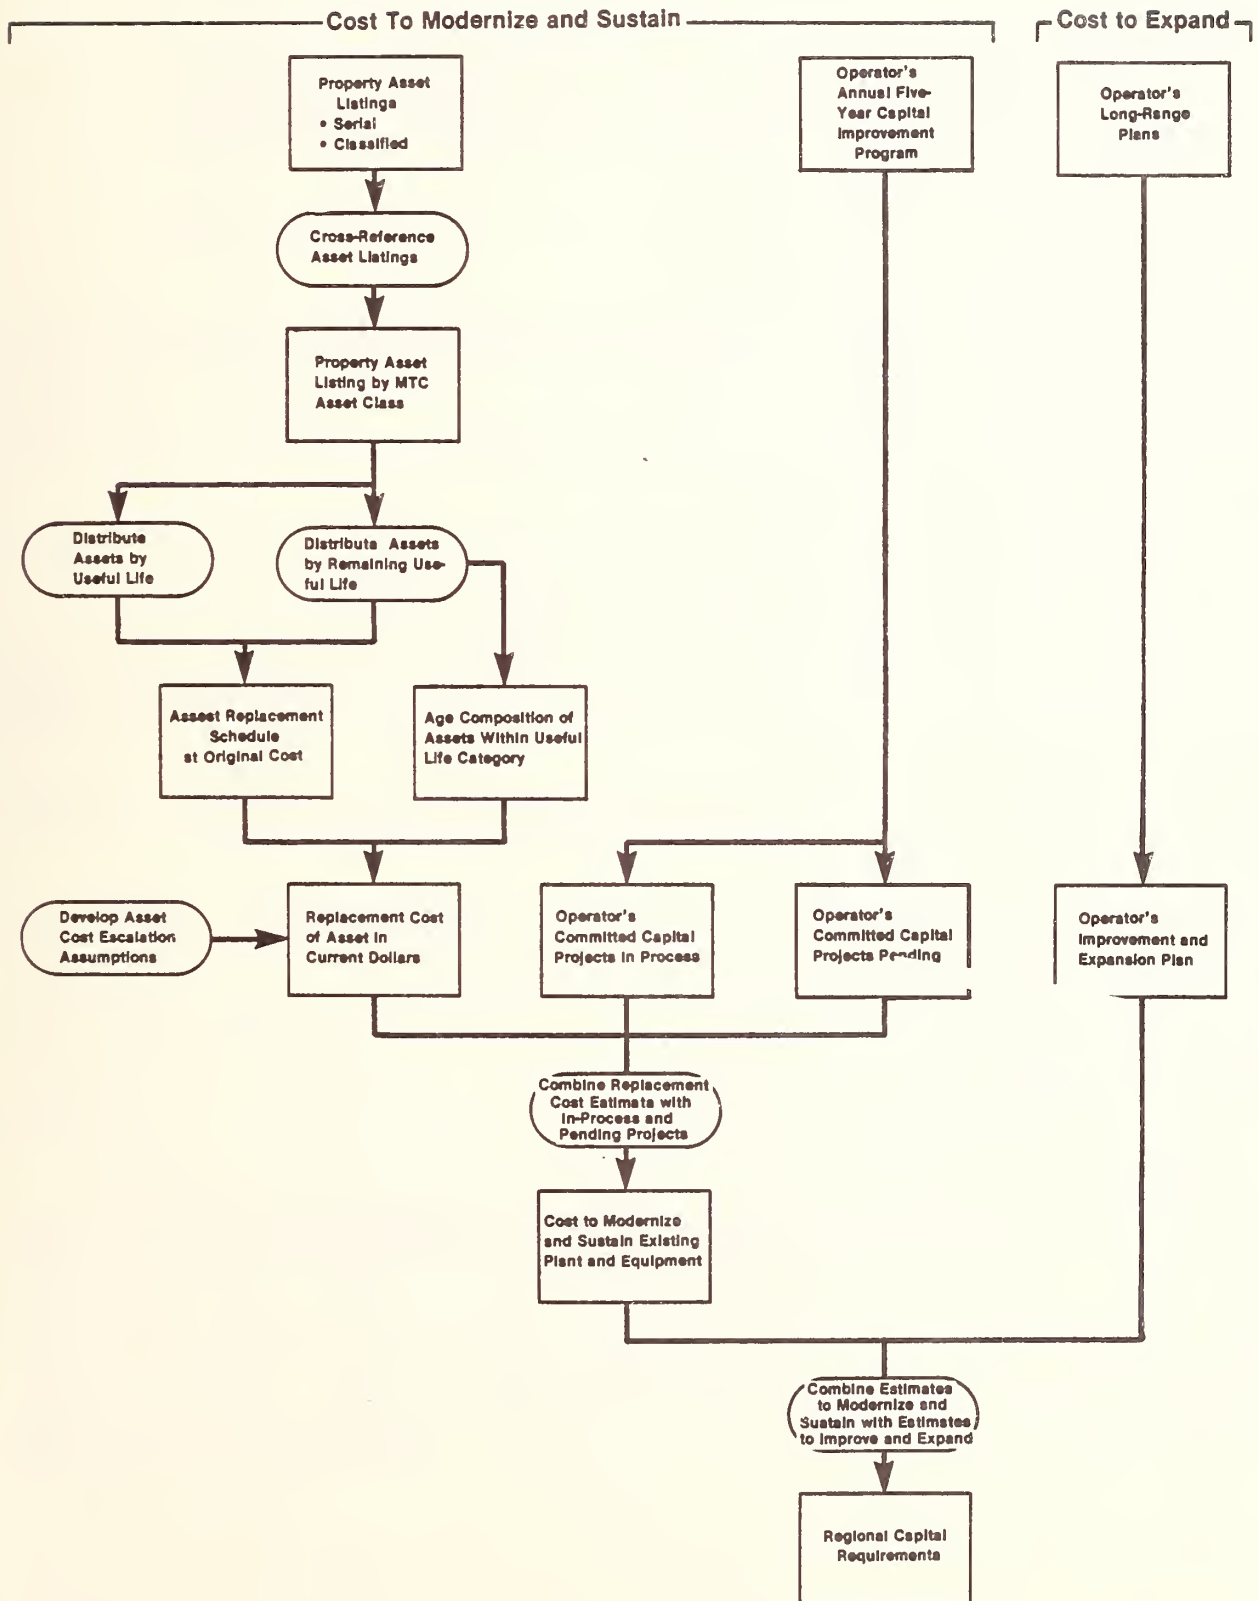 Cost To Modernize and Sustain
Cost to Expand
Property Asset
Listings
• Serial
• Classified
Operator's
Annual Five-
Year Capital
Improvement
Program
Operator's
Long-Range
Plans
Cross-Reference
Asset Listings
Property Asset
Listing by MTC
Asset Class
Distribute
Assets by
Useful Life
Distribute Assets
by Remaining Use-
ful Life
Assest Replacement
Schedule
at Original Cost
Age Composition of
Assets Within Useful
Life Category
Develop Asset
Cost Escalation
Assumptions
Replacement Cost
of Asset in
Current Dollars
Operator's
Committed Capital
Projects in Process
Operator's
Committed Capital
Projects Pending
Operator's
Improvement and
Expansion Plan
Combine Replacement
Cost Estimate with
In-Process and
Pending Projects
Cost to Modernize
and Sustain Existing
Plant and Equipment
Combine Estimates
to Modernize and
Sustain with Estimates
to Improve and Expand
Regional Capital
Requirements